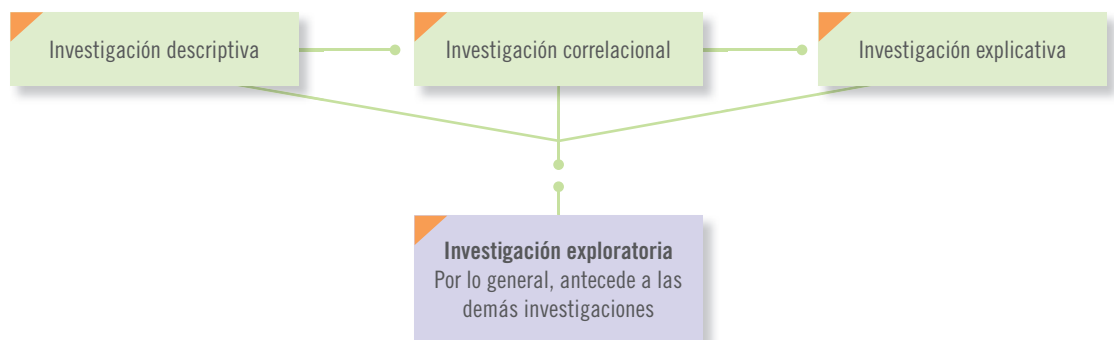 Investigación descriptiva
Investigación correlacional
Investigación explicativa
Investigación exploratoria
Por lo general, antecede a las
demás investigaciones